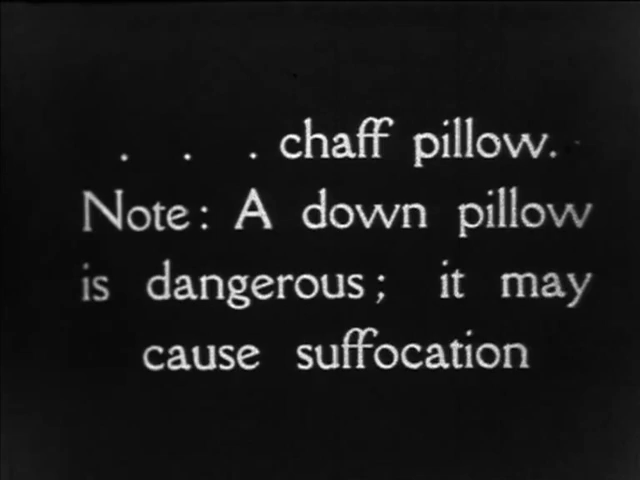 . . . chaff pillow.
Note: A down pillow
is dangerous; it may
cause suffocation